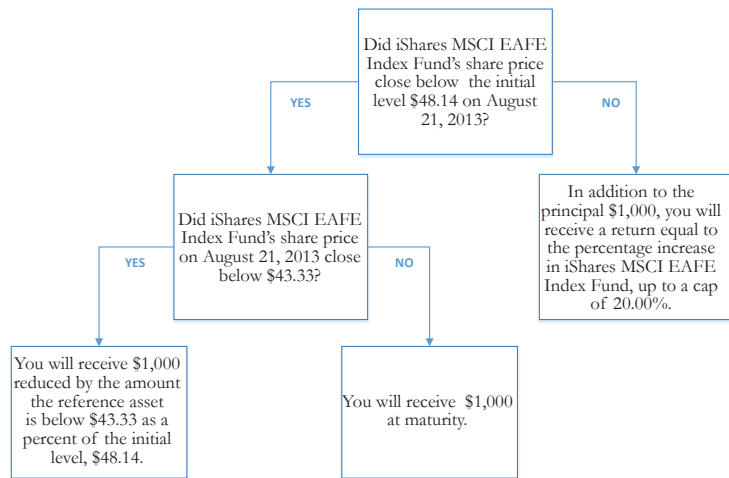 Did iShares MSCI EAFE
Index Fund's share price
close below the initial
level $48.14 on August
21, 2013?
YES
NO
Did iShares MSCI EAFE
Index Fund's share price
on August 21, 2013 close
below $43.33?
In addition to the
principal $1,000, you will
receive a return equal to
the percentage increase
in iShares MSCI EAFE
Index Fund, up to a cap
of 20.00%.
YES
NO
You will receive $1,000
reduced by the amount
the reference asset
is below $43.33 as a
percent of the initial
level, $48.14.
You will receive $1,000
at maturity.